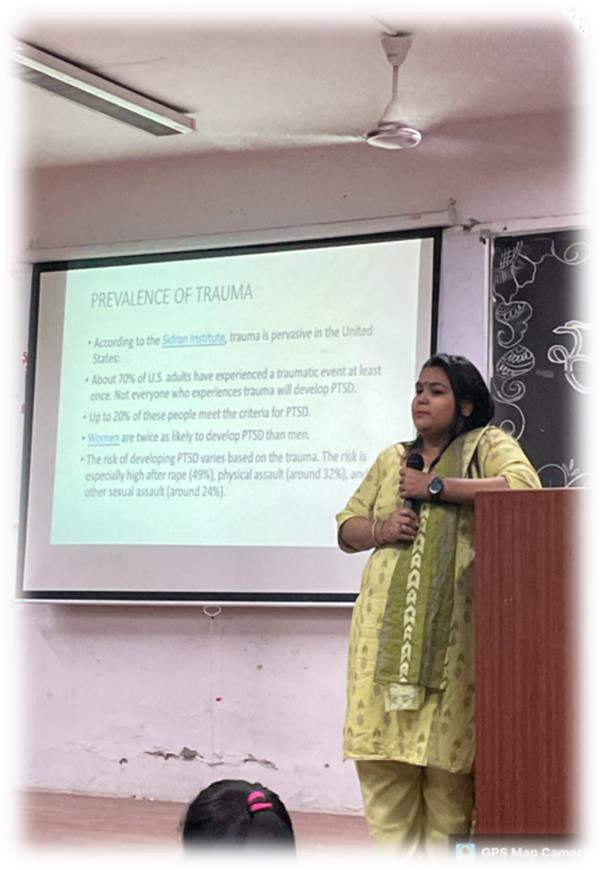 PREVALENCE OF TRAUMA
• According to the Sidran Institute, trauma is pervasive in the United
States:
• About 70% of U.S. adults have experienced a traumatic event at least
once. Not everyone who experiences trauma will develop PTSD.
• Up to 20% of these people meet the criteria for PTSD.
• Women are twice as likely to develop PTSD than men.
• The risk of developing PTSD varies based on the trauma. The risk is
especially high after rape (49%), physical assault (around 32%), and
other sexual assault (around 24%).
GPS Map Camera